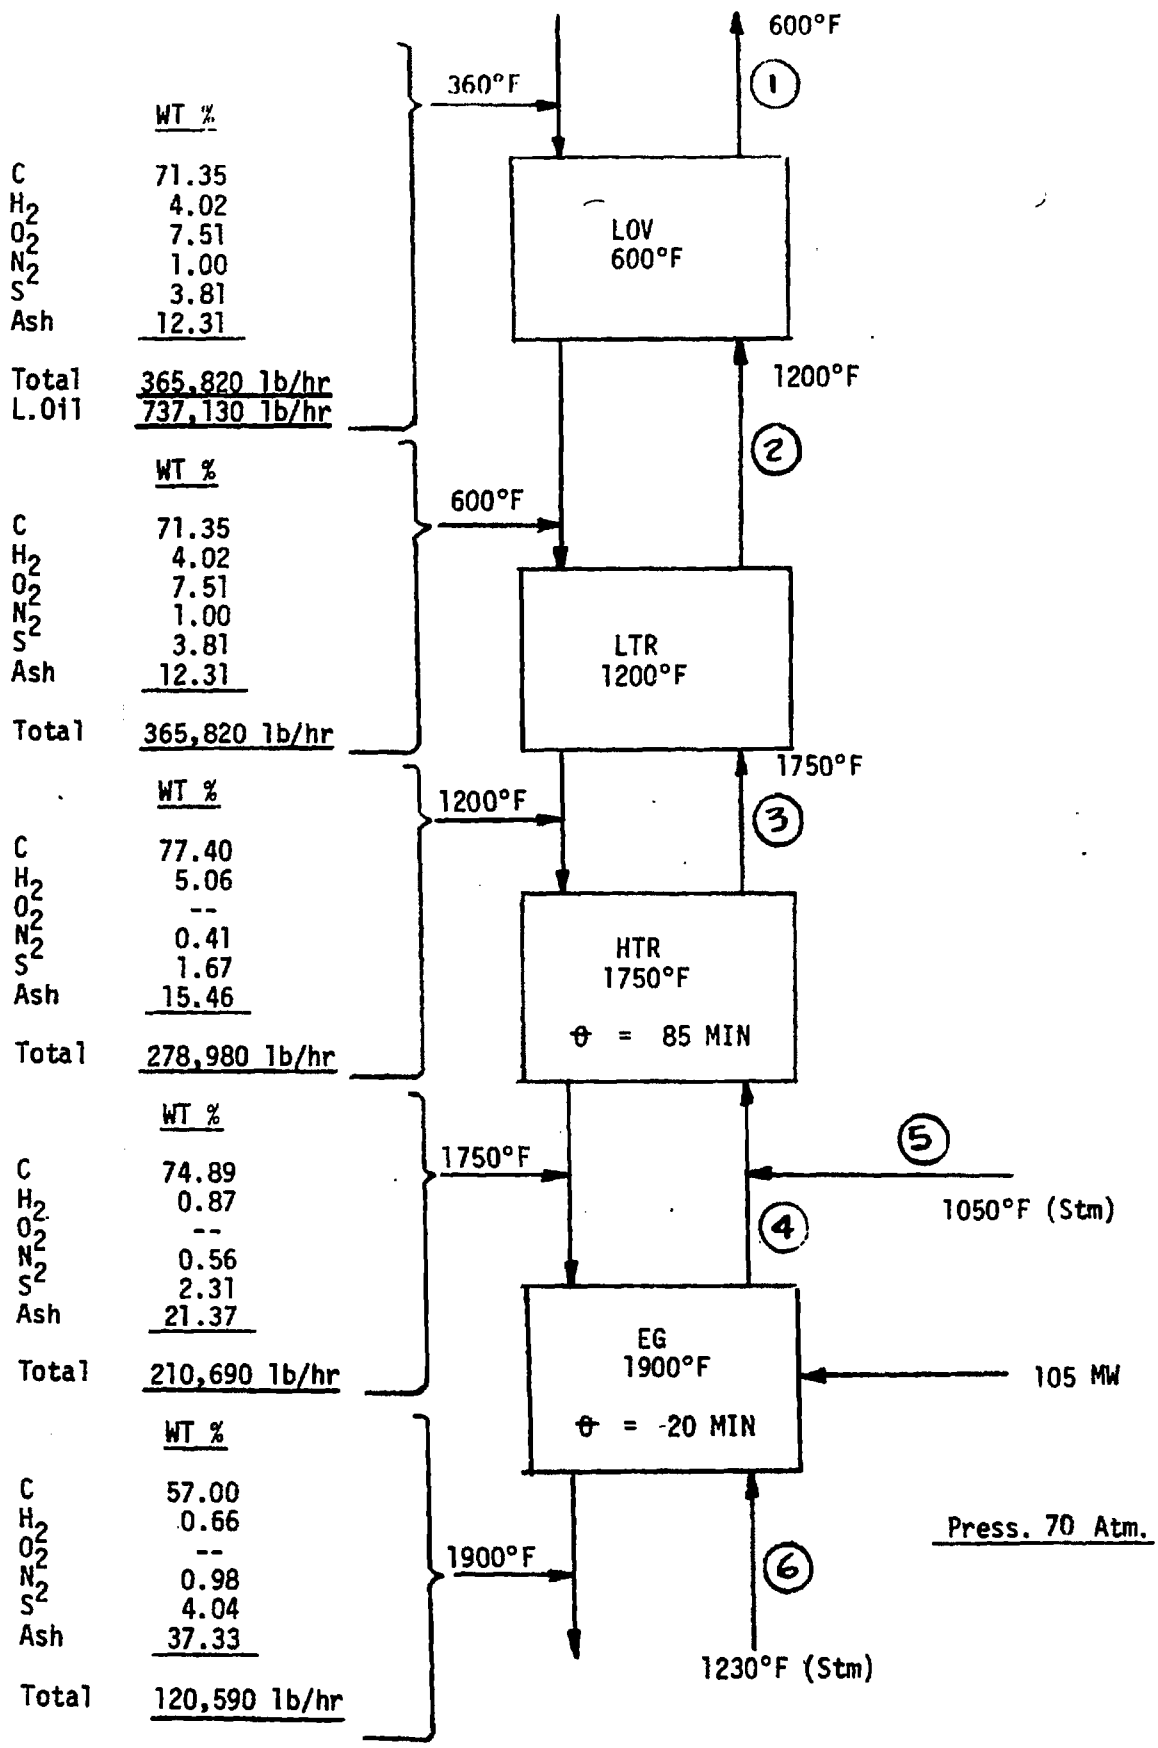 600°F
1
360°F
WT %
C 71.35
H2 4.02
O2 7.51
N2 1.00
S 3.81
Ash 12.31
Total 365,820 lb/hr
L.Oil 737,130 lb/hr
LOV
600°F
1200°F
2
WT %
600°F
C 71.35
H2 4.02
O2 7.51
N2 1.00
S 3.81
Ash 12.31
Total 365,820 lb/hr
LTR
1200°F
1750°F
3
WT %
1200°F
C 77.40
H2 5.06
O2 --
N2 0.41
S 1.67
Ash 15.46
Total 278,980 lb/hr
HTR
1750°F
θ = 85 MIN
5
1050°F (Stm)
4
WT %
1750°F
C 74.89
H2 0.87
O2 --
N2 0.56
S 2.31
Ash 21.37
Total 210,690 lb/hr
EG
1900°F
θ = 20 MIN
105 MW
WT %
1900°F
C 57.00
H2 0.66
O2 --
N2 0.98
S 4.04
Ash 37.33
Total 120,590 lb/hr
6
1230°F (Stm)
Press. 70 Atm.